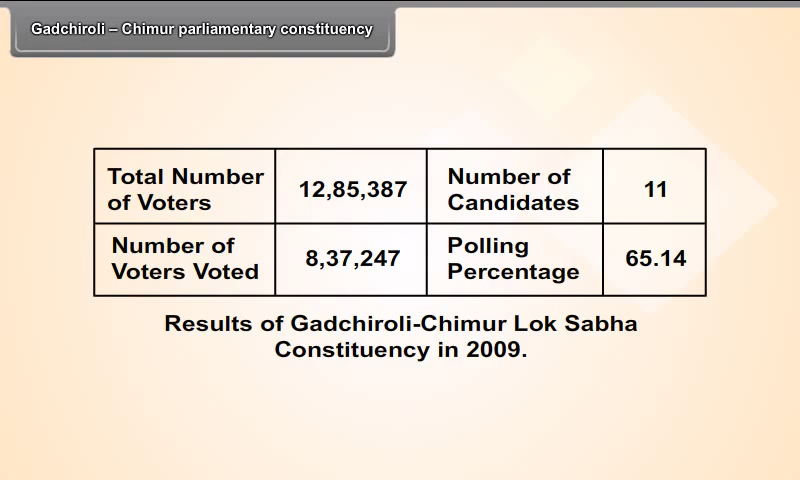 Gadchiroli – Chimur parliamentary constituency
Total Number of Voters 12,85,387 Number of Candidates 11
Number of Voters Voted 8,37,247 Polling Percentage 65.14
Results of Gadchiroli-Chimur Lok Sabha
Constituency in 2009.